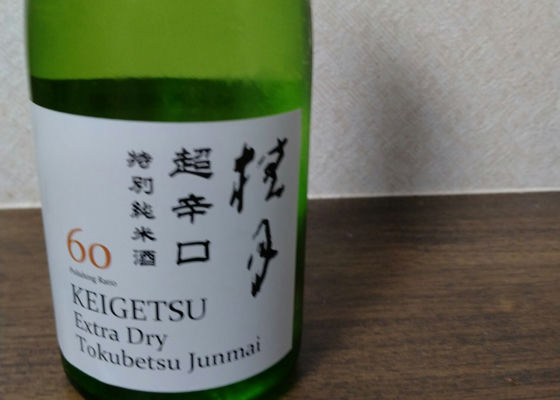 桂月
超辛口
特別純米酒
60
Polishing Ratio
KEIGETSU
Extra Dry
Tokubetsu Junmai